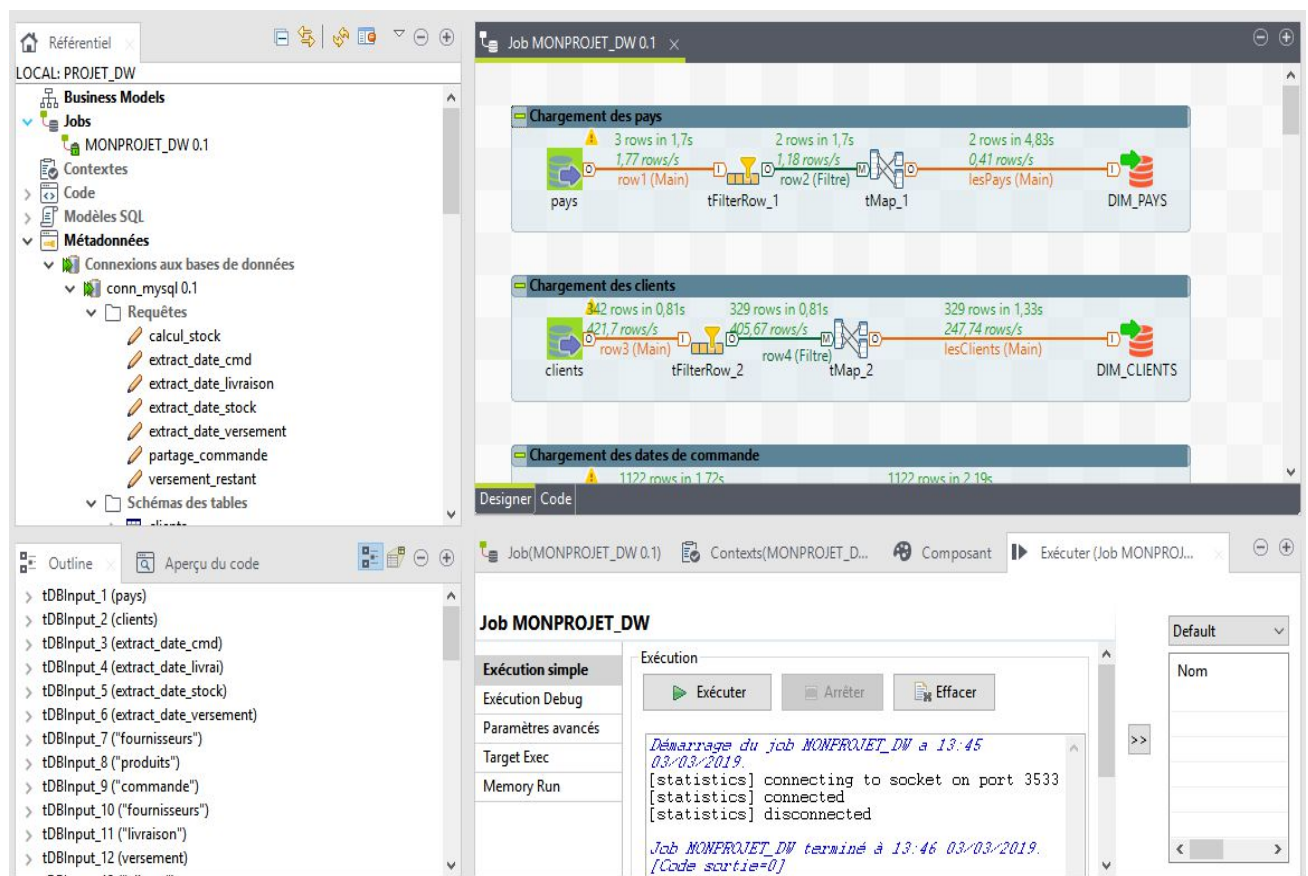 Référentiel
LOCAL: PROJET_DW
Business Models
Jobs
MONPROJET_DW 0.1
Contextes
Code
Modèles SQL
Métadonnées
Connexions aux bases de données
conn_mysql 0.1
Requêtes
calcul_stock
extract_date_cmd
extract_date_livraison
extract_date_stock
extract_date_versement
partage_commande
versement_restant
Schémas des tables
clients
Job MONPROJET_DW 0.1
Chargement des pays
3 rows in 1,7s
1,77 rows/s
row1 (Main)
2 rows in 1,7s
1,18 rows/s
row2 (Filtre)
2 rows in 4,83s
0,41 rows/s
lesPays (Main)
pays
tFilterRow_1
tMap_1
DIM_PAYS
Chargement des clients
342 rows in 0,81s
421,7 rows/s
row3 (Main)
329 rows in 0,81s
405,67 rows/s
row4 (Filtre)
329 rows in 1,33s
247,74 rows/s
lesClients (Main)
clients
tFilterRow_2
tMap_2
DIM_CLIENTS
Chargement des dates de commande
1122 rows in 1,72s
1122 rows in 2,19s
Designer Code
Outline
Aperçu du code
tDBInput_1 (pays)
tDBInput_2 (clients)
tDBInput_3 (extract_date_cmd)
tDBInput_4 (extract_date_livrai)
tDBInput_5 (extract_date_stock)
tDBInput_6 (extract_date_versement)
tDBInput_7 ("fournisseurs")
tDBInput_8 ("produits")
tDBInput_9 ("commande")
tDBInput_10 ("fournisseurs")
tDBInput_11 ("livraison")
tDBInput_12 (versement)
Job(MONPROJET_DW 0.1)
Contexts(MONPROJET_D...
Composant
Exécuter (Job MONPROJ...
Job MONPROJET_DW
Exécution simple
Exécution Debug
Paramètres avancés
Target Exec
Memory Run
Exécution
Exécuter
Arrêter
Effacer
Démarrage du job MONPROJET_DW a 13:45
03/03/2019.
[statistics] connecting to socket on port 3533
[statistics] connected
[statistics] disconnected
Job MONPROJET_DW terminé à 13:46 03/03/2019.
[Code sortie=0]
>>
Default
Nom